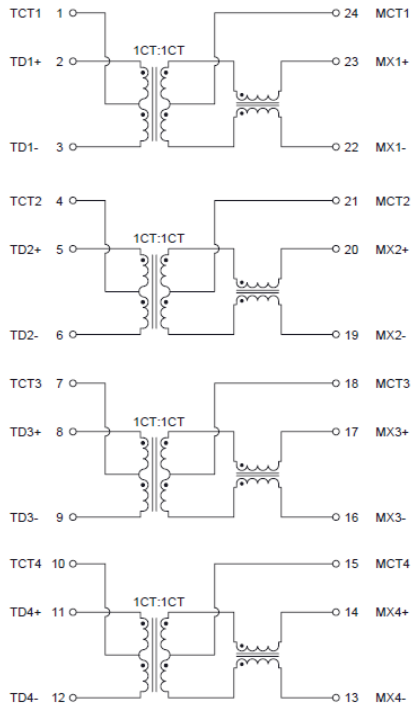 TCT1 1 24 MCT1
1CT:1CT
TD1+ 2 23 MX1+
TD1- 3 22 MX1-
TCT2 4 21 MCT2
1CT:1CT
TD2+ 5 20 MX2+
TD2- 6 19 MX2-
TCT3 7 18 MCT3
1CT:1CT
TD3+ 8 17 MX3+
TD3- 9 16 MX3-
TCT4 10 15 MCT4
1CT:1CT
TD4+ 11 14 MX4+
TD4- 12 13 MX4-